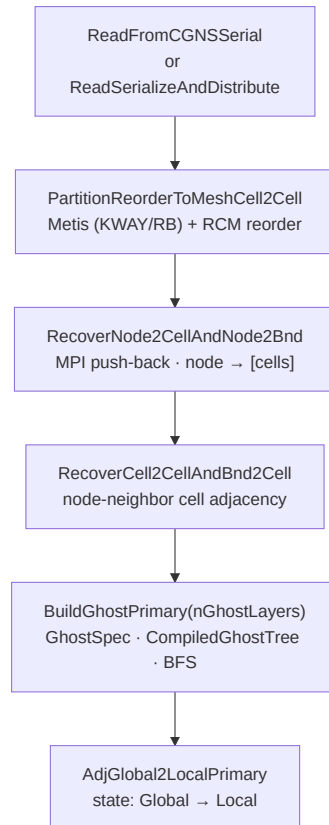 ReadFromCGNSSerial
or
ReadSerializeAndDistribute
PartitionReorderToMeshCell2Cell
Metis (KWAY/RB) + RCM reorder
RecoverNode2CellAndNode2Bnd
MPI push-back · node → [cells]
RecoverCell2CellAndBnd2Cell
node-neighbor cell adjacency
BuildGhostPrimary(nGhostLayers)
GhostSpec · CompiledGhostTree
· BFS
AdjGlobal2LocalPrimary
state: Global → Local